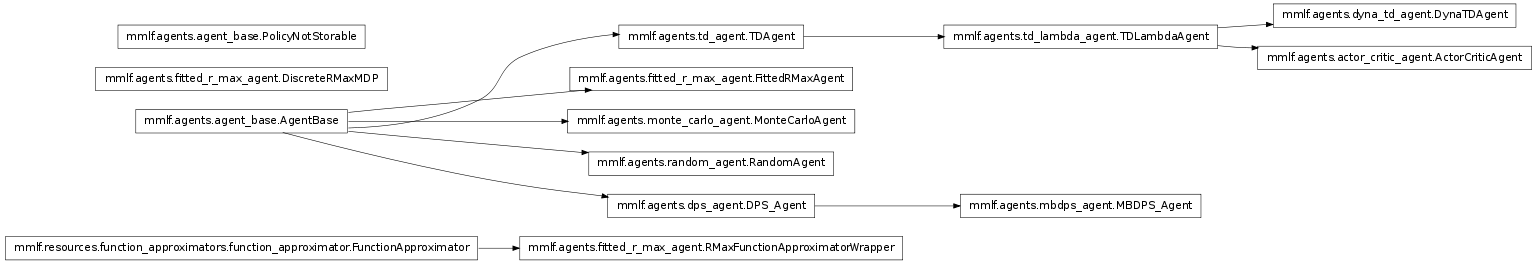 mmlf.agents.agent_base.PolicyNotStorable
mmlf.agents.fitted_r_max_agent.DiscreteRMaxMDP
mmlf.agents.agent_base.AgentBase
mmlf.resources.function_approximators.function_approximator.FunctionApproximator
mmlf.agents.td_agent.TDAgent
mmlf.agents.fitted_r_max_agent.FittedRMaxAgent
mmlf.agents.monte_carlo_agent.MonteCarloAgent
mmlf.agents.random_agent.RandomAgent
mmlf.agents.dps_agent.DPS_Agent
mmlf.agents.fitted_r_max_agent.RMaxFunctionApproximatorWrapper
mmlf.agents.td_lambda_agent.TDLambdaAgent
mmlf.agents.mbdps_agent.MBDPS_Agent
mmlf.agents.dyna_td_agent.DynaTDAgent
mmlf.agents.actor_critic_agent.ActorCriticAgent